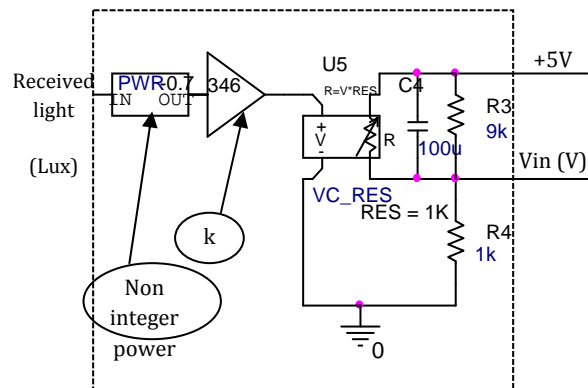 Received
light
(Lux)
PWR
-0.7
IN OUT
346
U5
R=V*RES
+
V
-
R
VC_RES
RES = 1K
C4
100u
R3
9k
R4
1k
+5V
Vin (V)
k
Non
integer
power
0